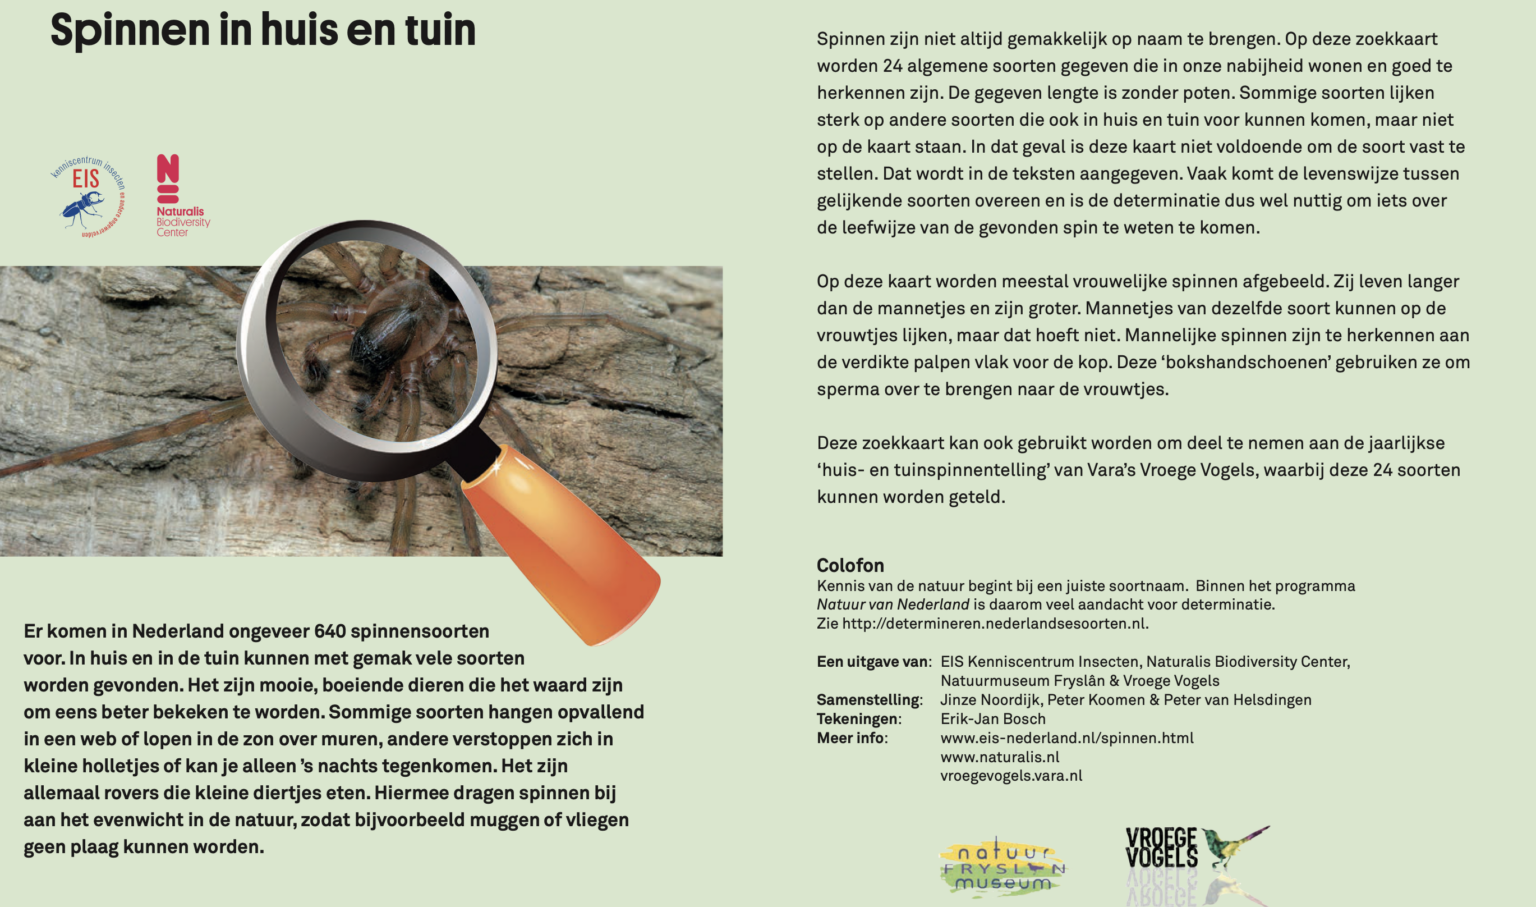 Spinnen in huis en tuin
kenniscentrum insecten en andere ongewervelden
EIS
N
Naturalis
Biodiversity
Center
Er komen in Nederland ongeveer 640 spinnensoorten
voor. In huis en in de tuin kunnen met gemak vele soorten
worden gevonden. Het zijn mooie, boeiende dieren die het waard zijn
om eens beter bekeken te worden. Sommige soorten hangen opvallend
in een web of lopen in de zon over muren, andere verstoppen zich in
kleine holletjes of kan je alleen ’s nachts tegenkomen. Het zijn
allemaal rovers die kleine diertjes eten. Hiermee dragen spinnen bij
aan het evenwicht in de natuur, zodat bijvoorbeeld muggen of vliegen
geen plaag kunnen worden.
Spinnen zijn niet altijd gemakkelijk op naam te brengen. Op deze zoekkaart
worden 24 algemene soorten gegeven die in onze nabijheid wonen en goed te
herkennen zijn. De gegeven lengte is zonder poten. Sommige soorten lijken
sterk op andere soorten die ook in huis en tuin voor kunnen komen, maar niet
op de kaart staan. In dat geval is deze kaart niet voldoende om de soort vast te
stellen. Dat wordt in de teksten aangegeven. Vaak komt de levenswijze tussen
gelijkende soorten overeen en is de determinatie dus wel nuttig om iets over
de leefwijze van de gevonden spin te weten te komen.
Op deze kaart worden meestal vrouwelijke spinnen afgebeeld. Zij leven langer
dan de mannetjes en zijn groter. Mannetjes van dezelfde soort kunnen op de
vrouwtjes lijken, maar dat hoeft niet. Mannelijke spinnen zijn te herkennen aan
de verdikte palpen vlak voor de kop. Deze ‘bokshandschoenen’ gebruiken ze om
sperma over te brengen naar de vrouwtjes.
Deze zoekkaart kan ook gebruikt worden om deel te nemen aan de jaarlijkse
‘huis- en tuinspinnentelling’ van Vara’s Vroege Vogels, waarbij deze 24 soorten
kunnen worden geteld.
Colofon
Kennis van de natuur begint bij een juiste soortnaam. Binnen het programma
Natuur van Nederland is daarom veel aandacht voor determinatie.
Zie http://determineren.nederlandsesoorten.nl.
Een uitgave van: EIS Kenniscentrum Insecten, Naturalis Biodiversity Center,
Natuurmuseum Fryslân & Vroege Vogels
Samenstelling: Jinze Noordijk, Peter Koomen & Peter van Helsdingen
Tekeningen: Erik-Jan Bosch
Meer info: www.eis-nederland.nl/spinnen.html
www.naturalis.nl
vroegevogels.vara.nl
natuur
FRYSLAN
museum
VROEGE
VOGELS